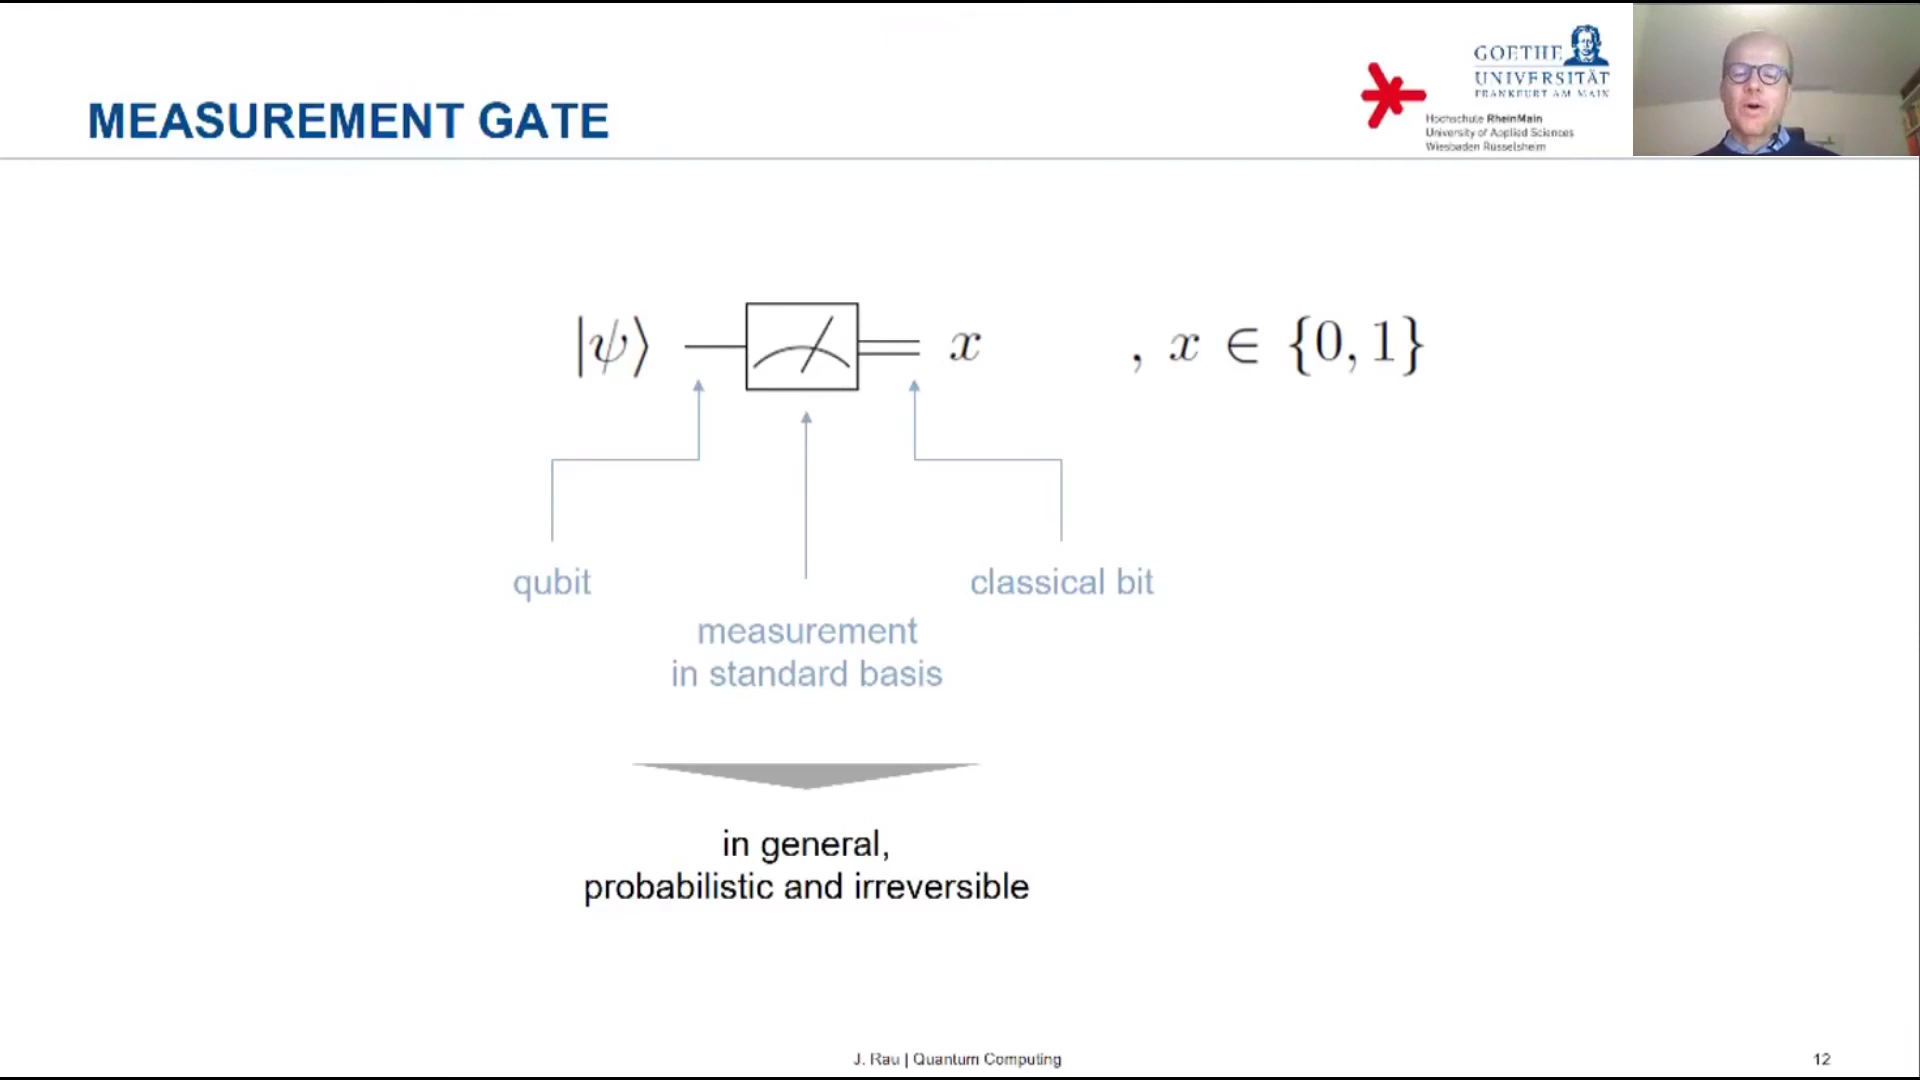 MEASUREMENT GATE
GOETHE
UNIVERSITÄT
FRANKFURT AM MAIN
Hochschule RheinMain
University of Applied Sciences
Wiesbaden Rüsselsheim
|ψ⟩ x , x ∈ {0, 1}
qubit
classical bit
measurement
in standard basis
in general,
probabilistic and irreversible
J. Rau | Quantum Computing
12